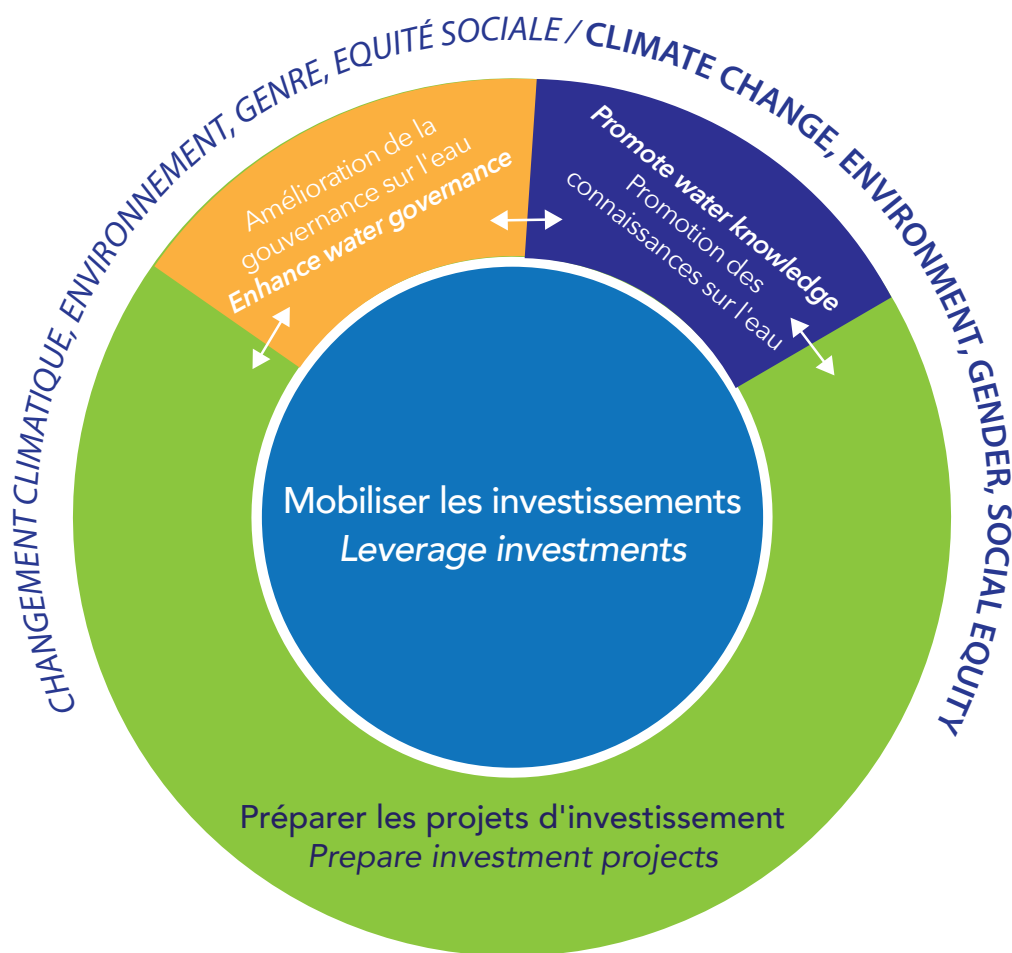 CHANGEMENT CLIMATIQUE, ENVIRONNEMENT, GENRE, EQUITÉ SOCIALE / CLIMATE CHANGE, ENVIRONMENT, GENDER, SOCIAL EQUITY
Amélioration de la
gouvernance sur l'eau
Enhance water governance
Promote water knowledge
Promotion des
connaissances sur l'eau
Mobiliser les investissements
Leverage investments
Préparer les projets d'investissement
Prepare investment projects